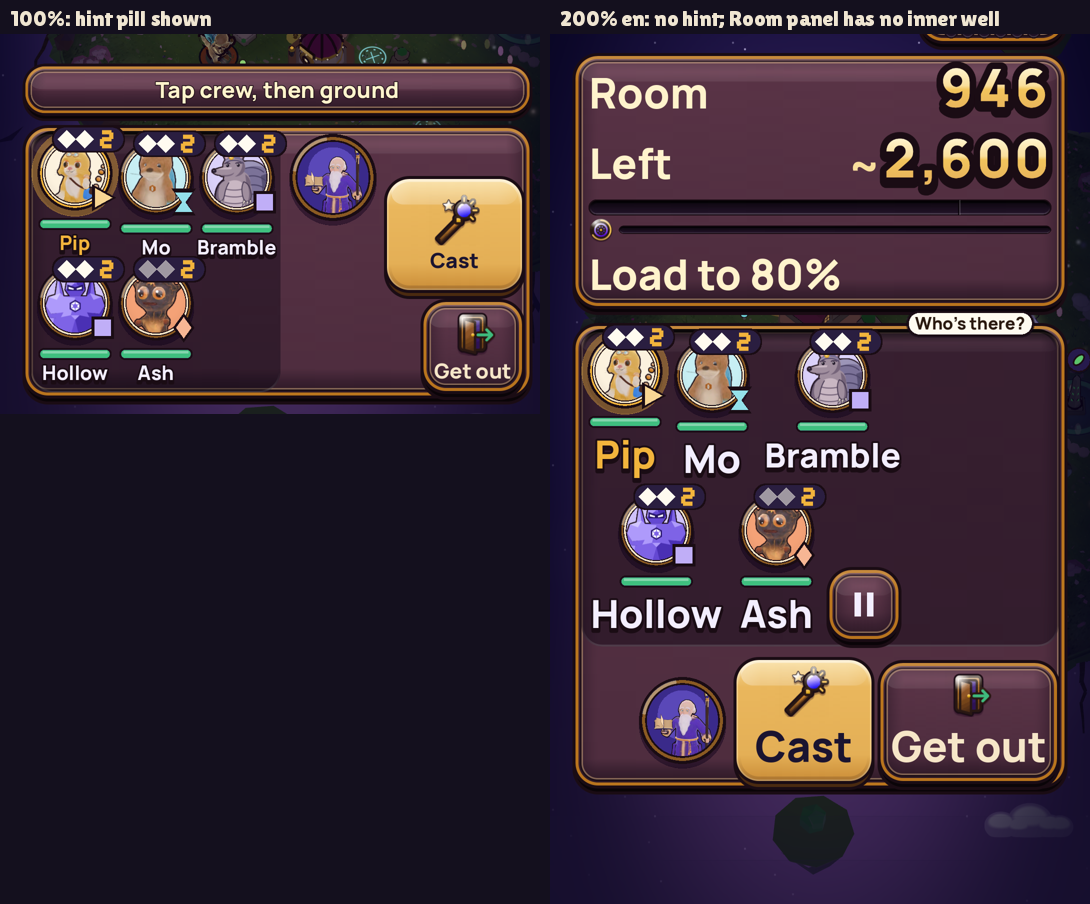 100%: hint pill shown
Tap crew, then ground
2 2 2
Pip Mo Bramble
Cast
2 2
Hollow Ash
Get out
200% en: no hint; Room panel has no inner well
Room 946
Left ~2,600
Load to 80%
Who's there?
2 2 2
Pip Mo Bramble
2 2
Hollow Ash
Cast Get out